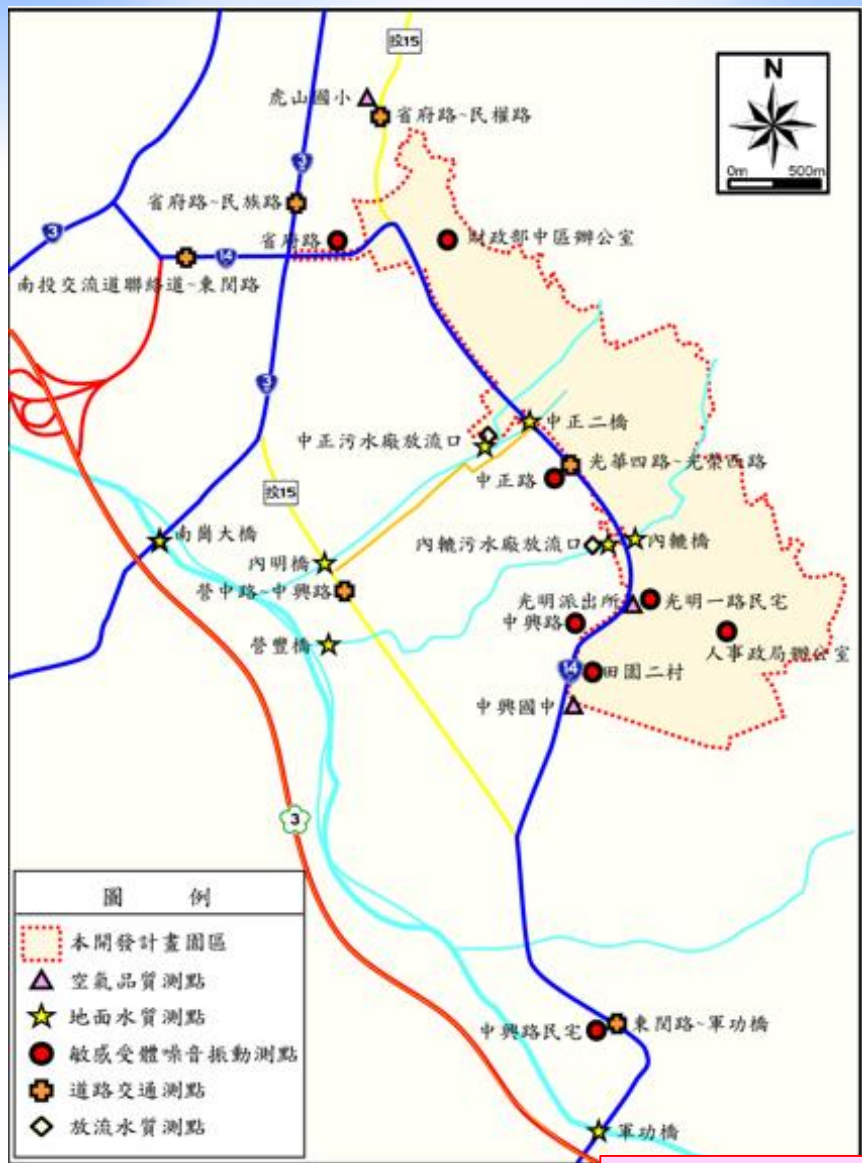 投15
N
0m 500m
虎山國小
省府路~民權路
3
省府路~民族路
省府路
財政部中區辦公室
3
14
南投交流道聯絡道~東閔路
3
中正二橋
中正污水廠放流口
光華四路~光榮西路
中正路
投15
南崗大橋
內轆污水廠放流口
內轆橋
內明橋
營中路~中興路
光明派出所
光明一路民宅
中興路
營豐橋
人事政局辦公室
14
田園二村
中興國中
3
圖 例
本開發計畫園區
空氣品質測點
地面水質測點
敏感受體噪音振動測點
道路交通測點
放流水質測點
中興路民宅
東閔路~軍功橋
軍功橋